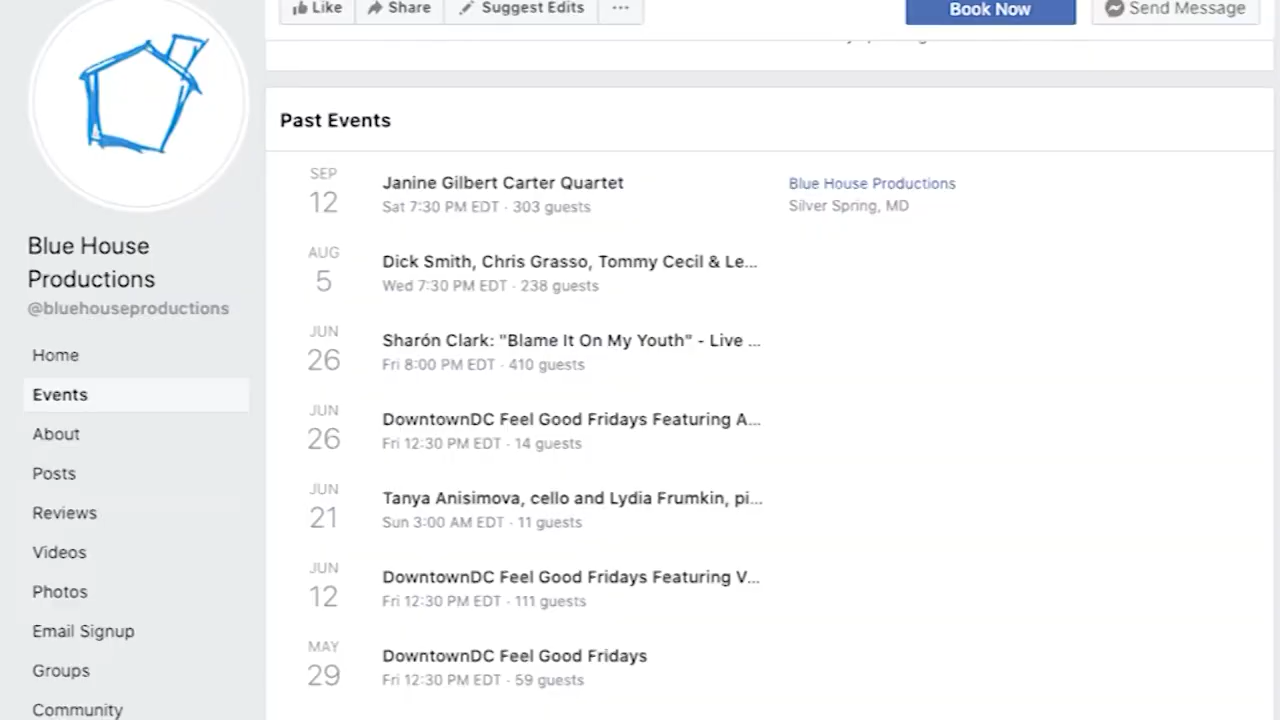 Like
Share
Suggest Edits
...
Book Now
Send Message
Past Events
SEP
12
Janine Gilbert Carter Quartet
Sat 7:30 PM EDT · 303 guests
Blue House Productions
Silver Spring, MD
AUG
5
Dick Smith, Chris Grasso, Tommy Cecil & Le...
Wed 7:30 PM EDT · 238 guests
JUN
26
Sharón Clark: "Blame It On My Youth" - Live ...
Fri 8:00 PM EDT · 410 guests
JUN
26
DowntownDC Feel Good Fridays Featuring A...
Fri 12:30 PM EDT · 14 guests
JUN
21
Tanya Anisimova, cello and Lydia Frumkin, pi...
Sun 3:00 AM EDT · 11 guests
JUN
12
DowntownDC Feel Good Fridays Featuring V...
Fri 12:30 PM EDT · 111 guests
MAY
29
DowntownDC Feel Good Fridays
Fri 12:30 PM EDT · 59 guests
Blue House
Productions
@bluehouseproductions
Home
Events
About
Posts
Reviews
Videos
Photos
Email Signup
Groups
Community